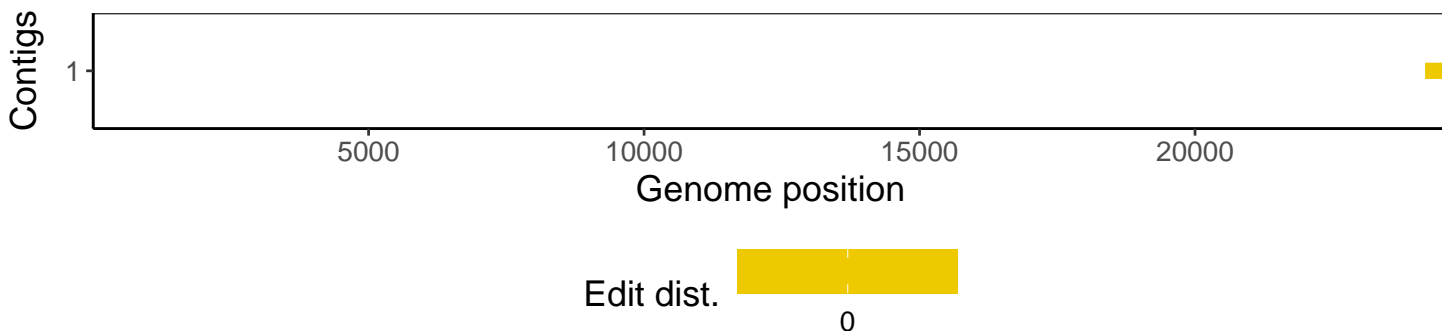 Contigs
1
5000 10000 15000 20000
Genome position
Edit dist.
0